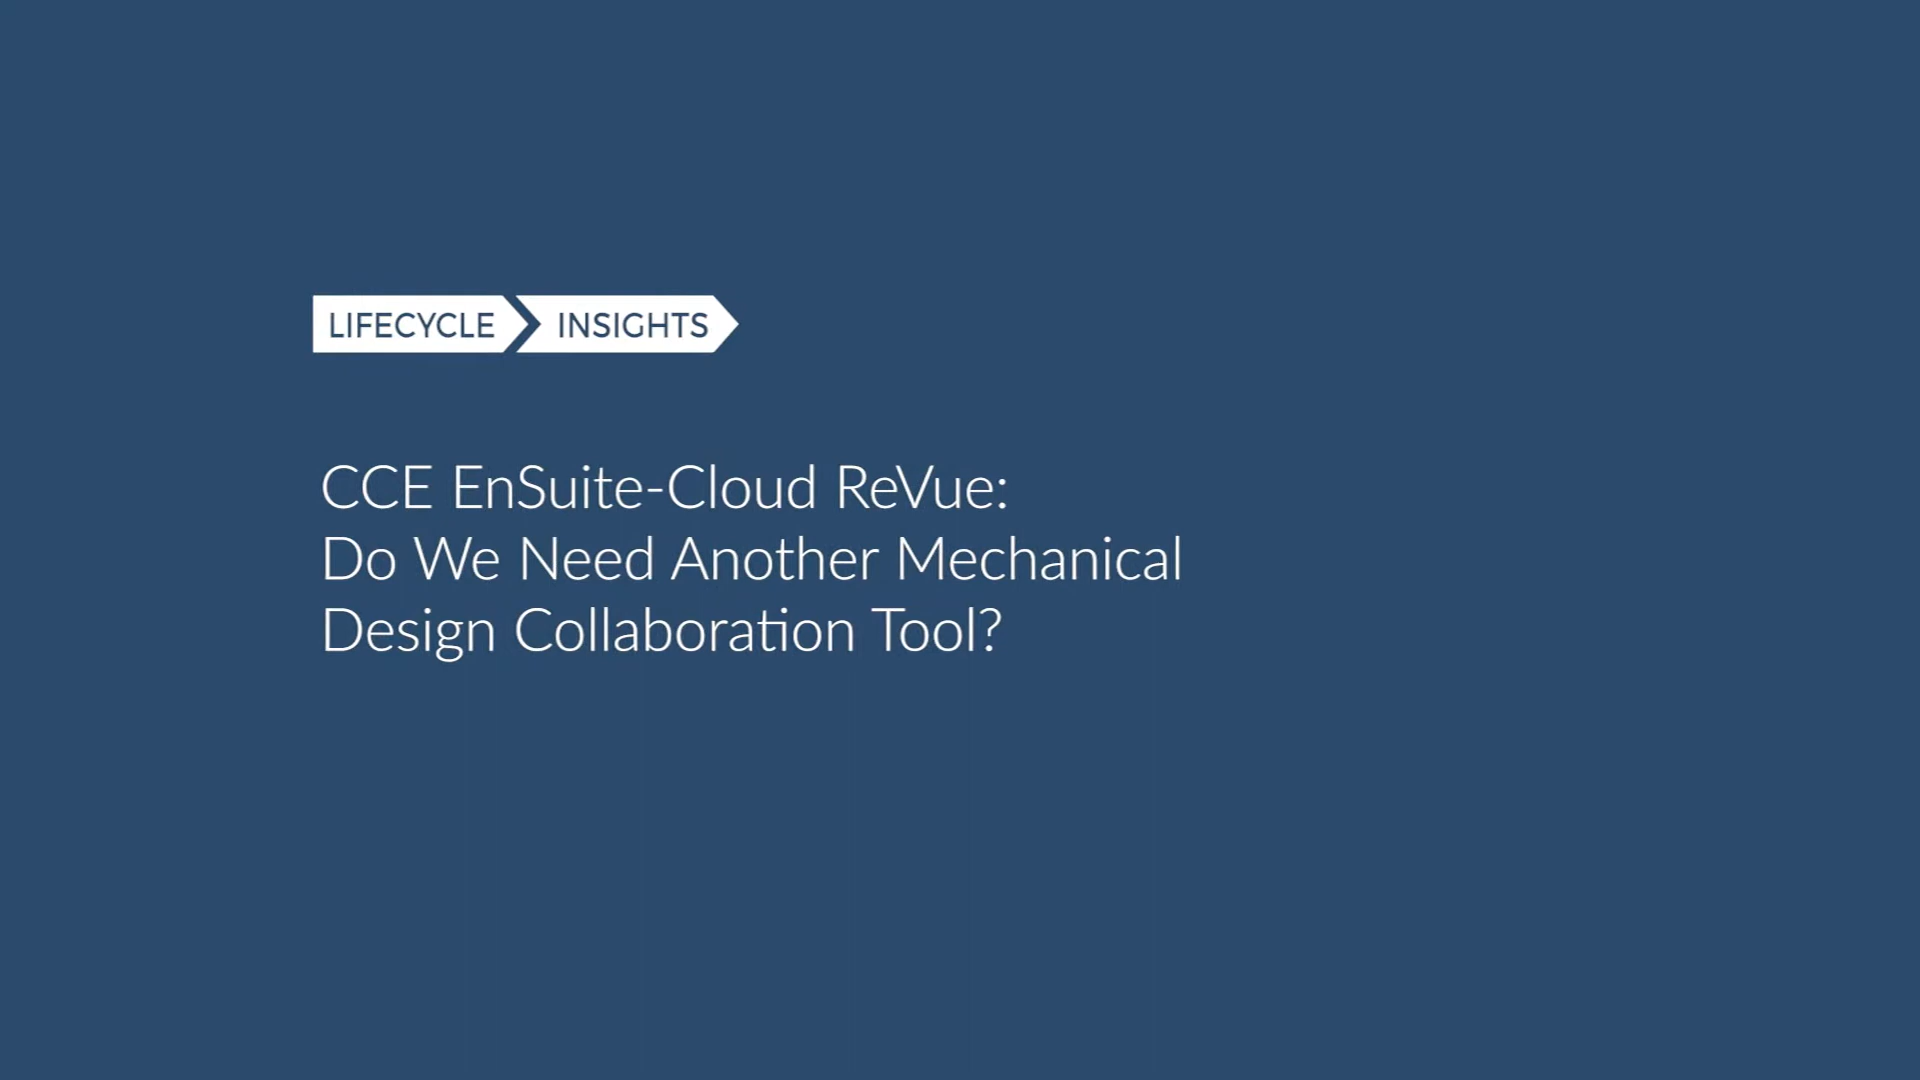 LIFECYCLE INSIGHTS
CCE EnSuite-Cloud ReVue:
Do We Need Another Mechanical
Design Collaboration Tool?